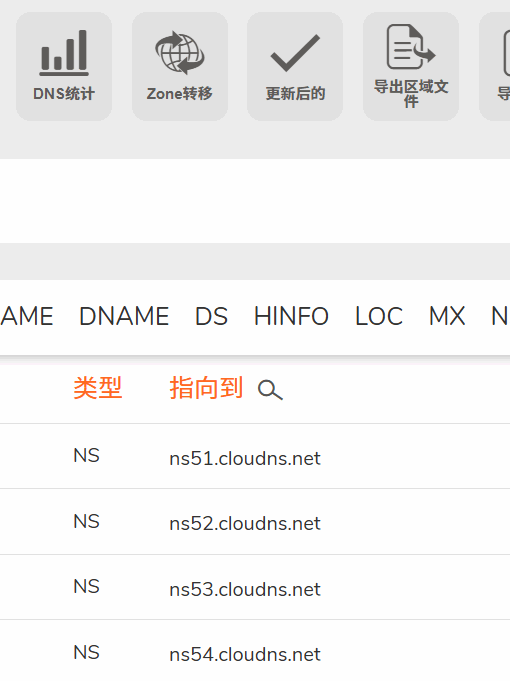 DNS统计
Zone转移
更新后的
导出区域文
件
AME DNAME DS HINFO LOC MX N
类型 指向到
NS ns51.cloudns.net
NS ns52.cloudns.net
NS ns53.cloudns.net
NS ns54.cloudns.net